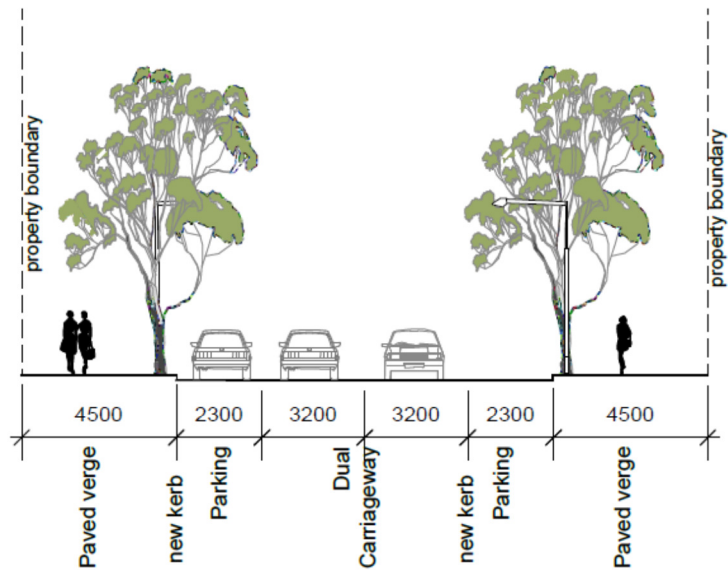 property boundary
property boundary
4500
2300
3200
3200
2300
4500
Paved verge
new kerb
Parking
Dual
Carriageway
new kerb
Parking
Paved verge